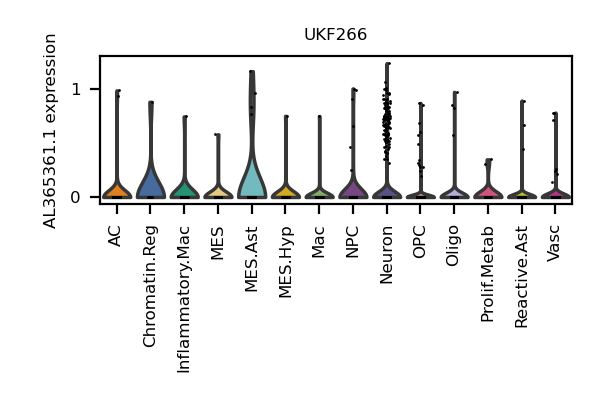 UKF266
AL365361.1 expression
1
0
AC
Chromatin.Reg
Inflammatory.Mac
MES
MES.Ast
MES.Hyp
Mac
NPC
Neuron
OPC
Oligo
Prolif.Metab
Reactive.Ast
Vasc